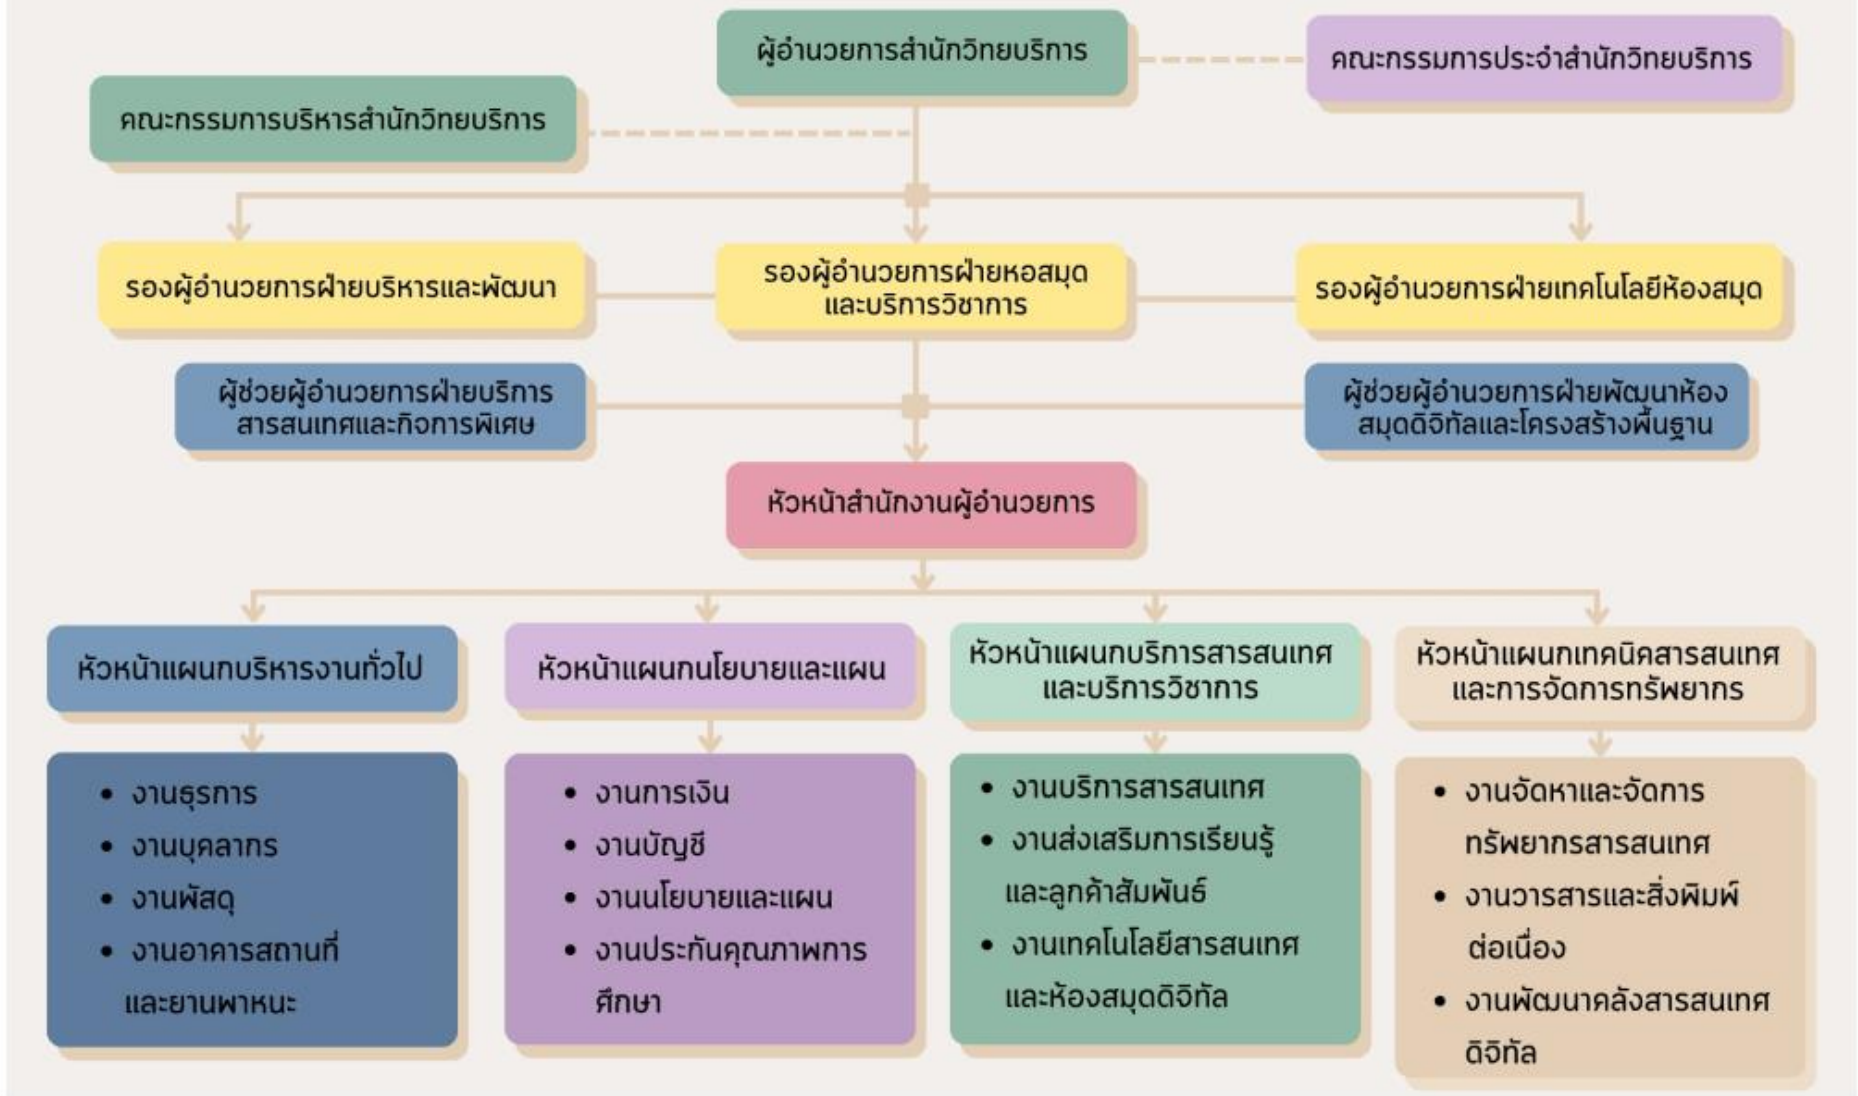 ผู้อำนวยการสำนักวิทยบริการ
คณะกรรมการประจำสำนักวิทยบริการ
คณะกรรมการบริหารสำนักวิทยบริการ
รองผู้อำนวยการฝ่ายบริหารและพัฒนา
รองผู้อำนวยการฝ่ายหอสมุด
และบริการวิชาการ
รองผู้อำนวยการฝ่ายเทคโนโลยีห้องสมุด
ผู้ช่วยผู้อำนวยการฝ่ายบริการ
สารสนเทศและกิจการพิเศษ
ผู้ช่วยผู้อำนวยการฝ่ายพัฒนาห้อง
สมุดดิจิทัลและโครงสร้างพื้นฐาน
หัวหน้าสำนักงานผู้อำนวยการ
หัวหน้าแผนกบริหารงานทั่วไป
• งานธุรการ
• งานบุคลากร
• งานพัสดุ
• งานอาคารสถานที่
และยานพาหนะ
หัวหน้าแผนกนโยบายและแผน
• งานการเงิน
• งานบัญชี
• งานนโยบายและแผน
• งานประกันคุณภาพการ
ศึกษา
หัวหน้าแผนกบริการสารสนเทศ
และบริการวิชาการ
• งานบริการสารสนเทศ
• งานส่งเสริมการเรียนรู้
และลูกค้าสัมพันธ์
• งานเทคโนโลยีสารสนเทศ
และห้องสมุดดิจิทัล
หัวหน้าแผนกเทคนิคสารสนเทศ
และการจัดการทรัพยากร
• งานจัดหาและจัดการ
ทรัพยากรสารสนเทศ
• งานวารสารและสิ่งพิมพ์
ต่อเนื่อง
• งานพัฒนาคลังสารสนเทศ
ดิจิทัล